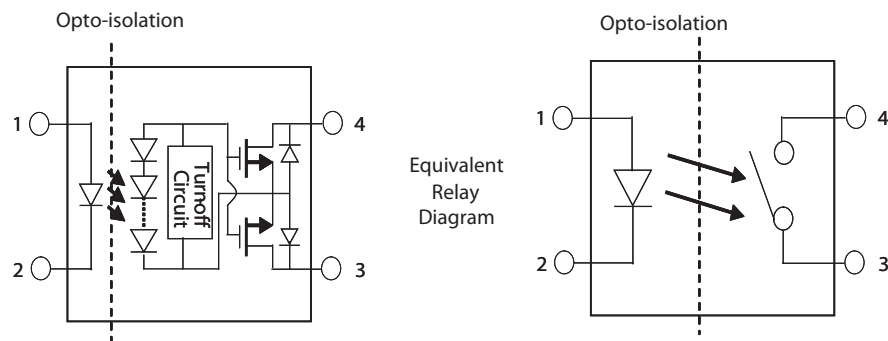 Opto-isolation
1
4
Turnoff
Circuit
2
3
Equivalent
Relay
Diagram
Opto-isolation
1
4
2
3